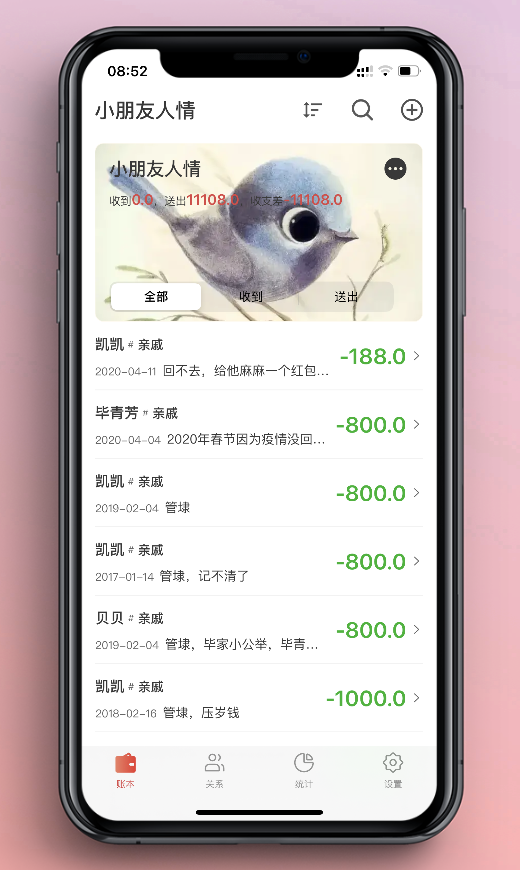 08:52
小朋友人情
小朋友人情
收到0.0，送出11108.0，收支差-11108.0
全部 收到 送出
凯凯 # 亲戚
-188.0
2020-04-11 回不去，给他麻麻一个红包...
毕青芳 # 亲戚
-800.0
2020-04-04 2020年春节因为疫情没回...
凯凯 # 亲戚
-800.0
2019-02-04 管埭
凯凯 # 亲戚
-800.0
2017-01-14 管埭，记不清了
贝贝 # 亲戚
-800.0
2019-02-04 管埭，毕家小公举，毕青...
凯凯 # 亲戚
-1000.0
2018-02-16 管埭，压岁钱
账本 关系 统计 设置